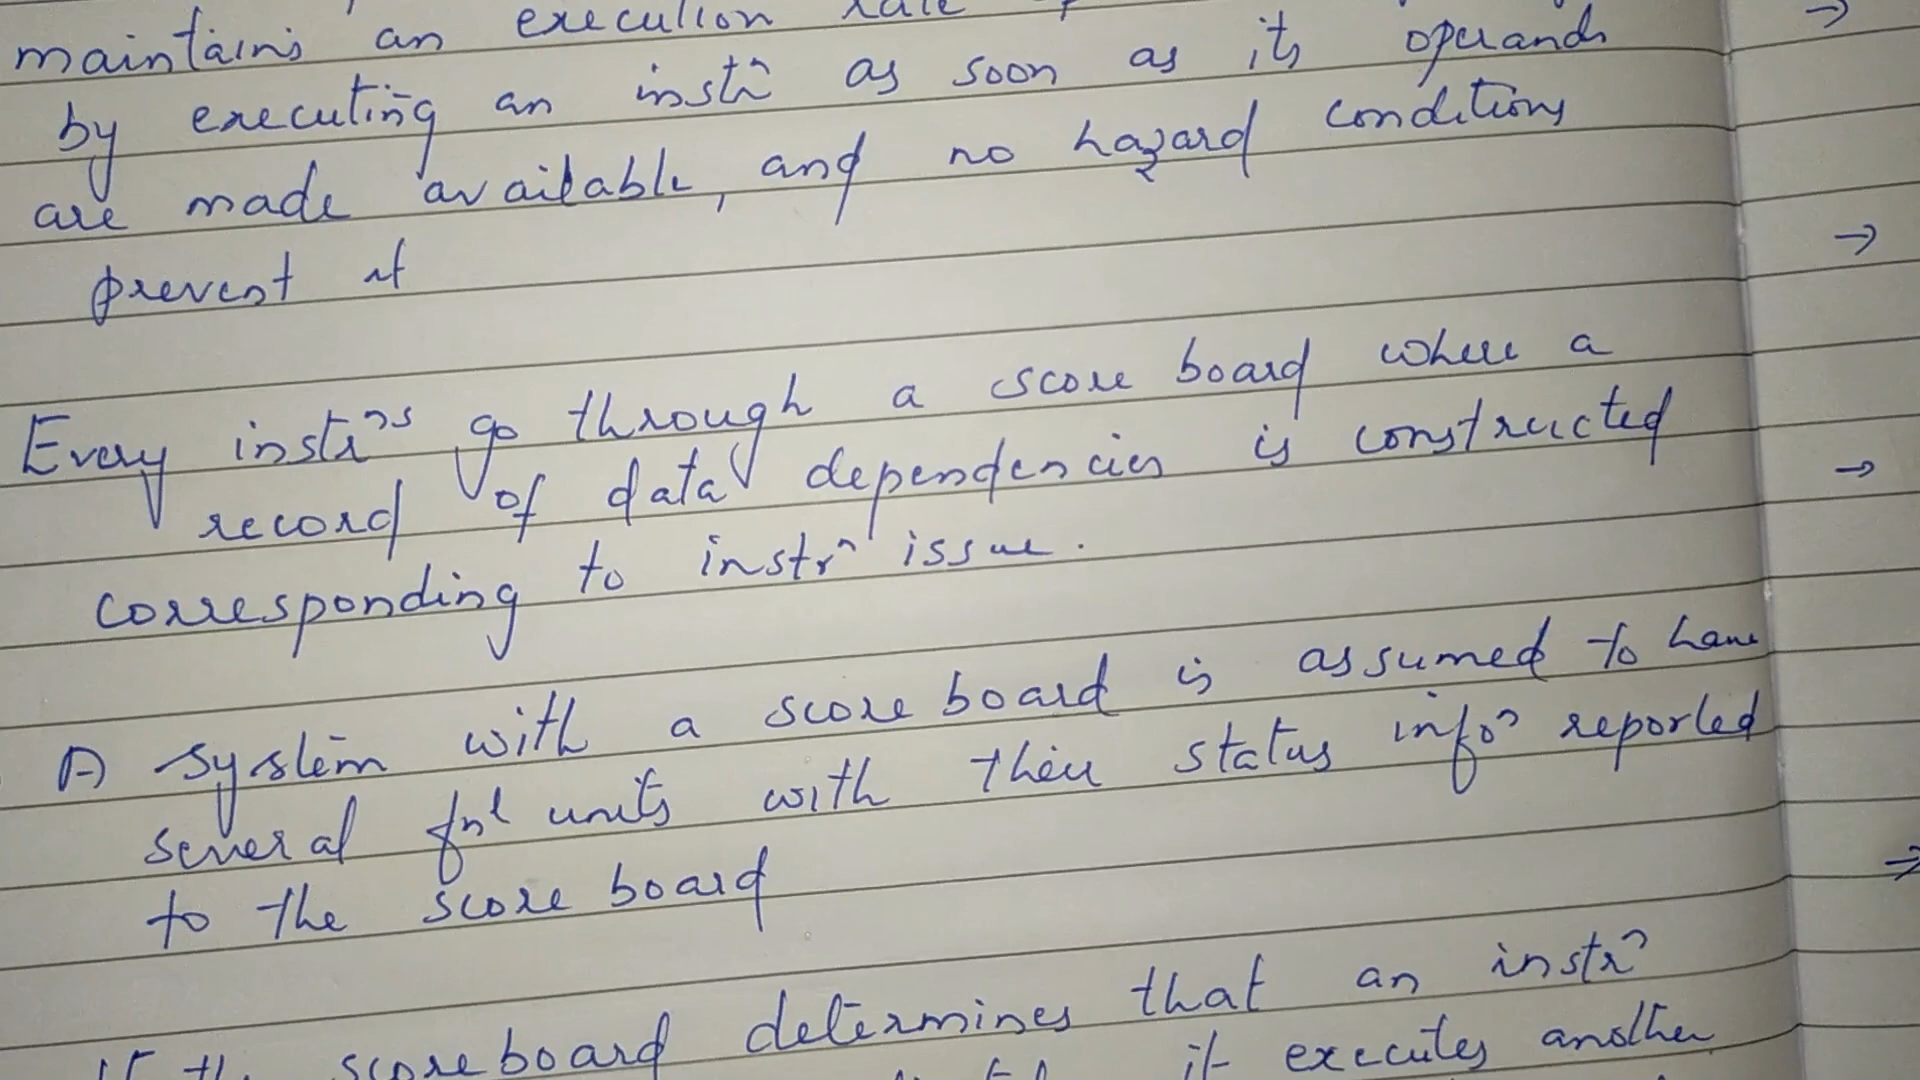 maintains an execution rate
by executing an instrⁿ as soon as its operands
are made available, and no hazard conditions
prevent it
Every instrⁿs go through a score board where a
record of data dependencies is constructed
corresponding to instrⁿ issue.
A system with a score board is assumed to have
several fnl units with their status infoⁿ reported
to the score board
If the scoreboard determines that an instrⁿ
it executes another